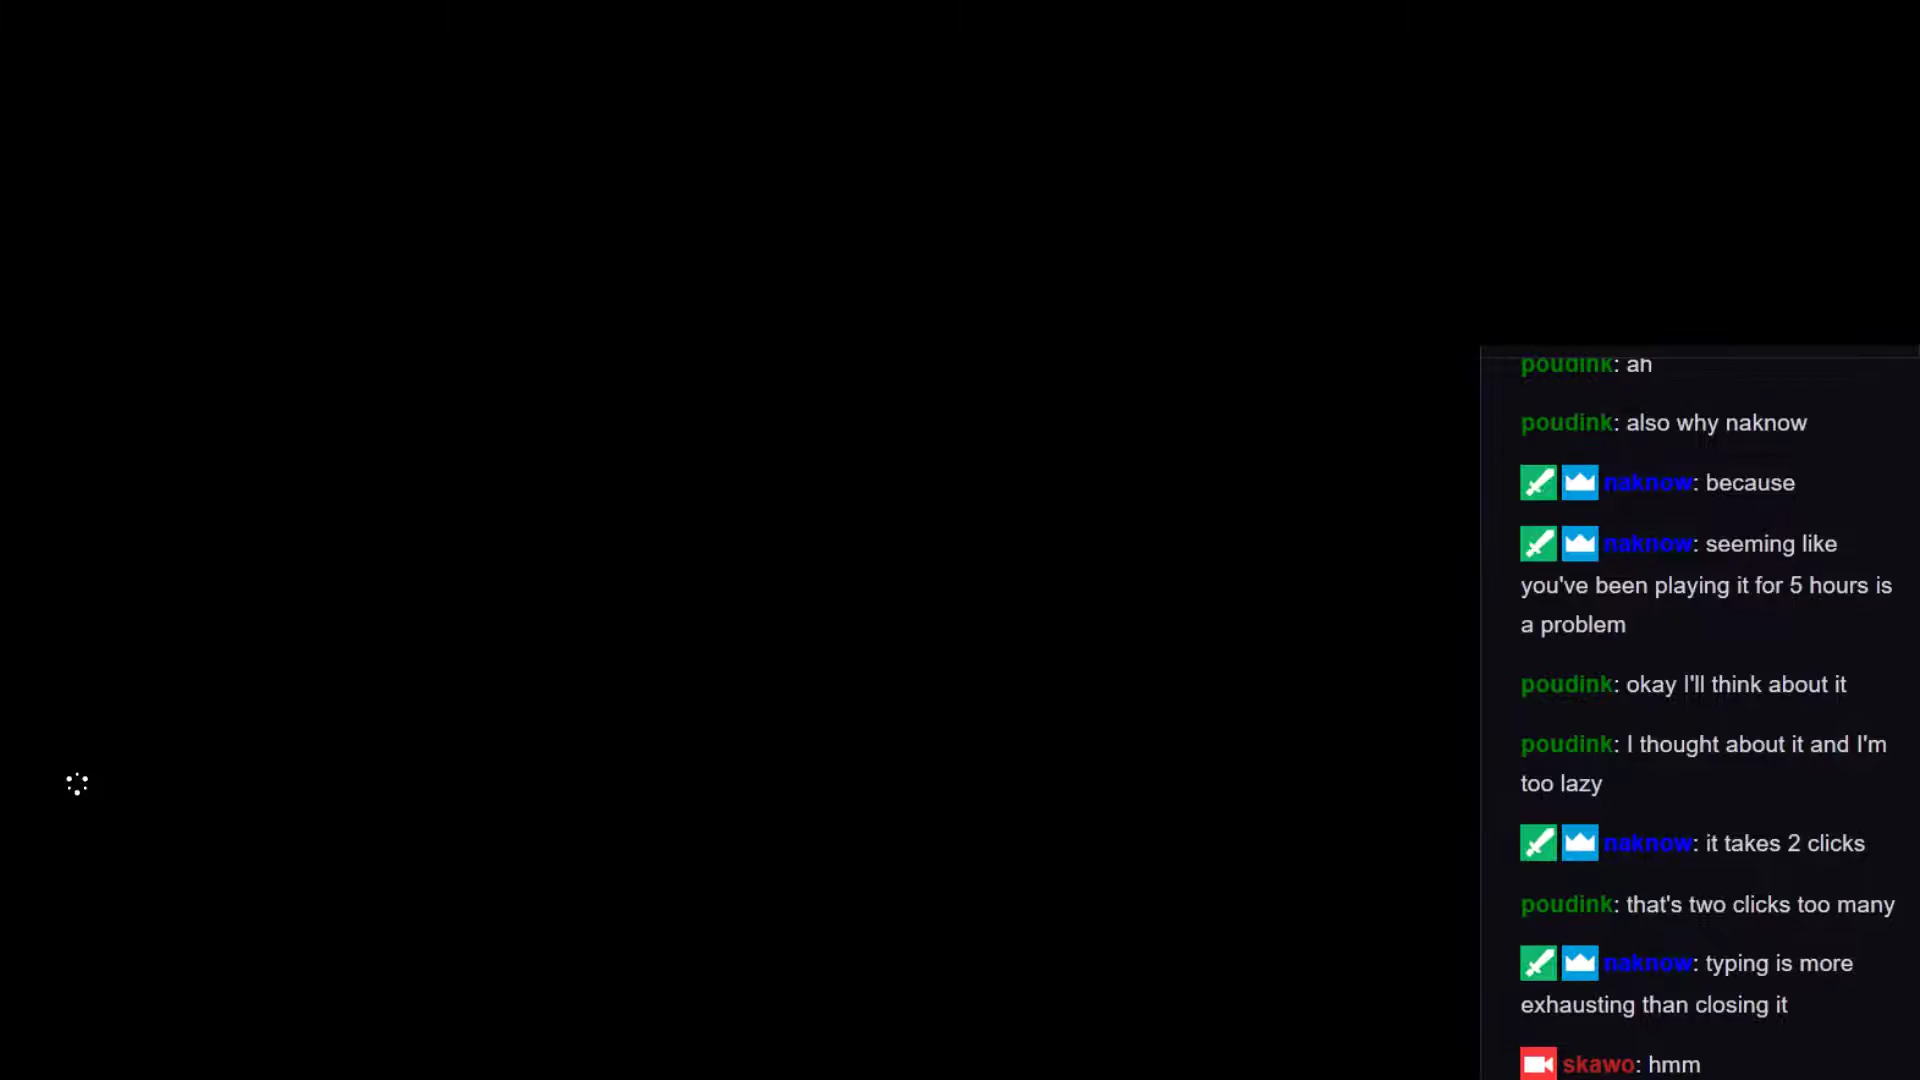 poudink: ah
poudink: also why naknow
naknow: because
naknow: seeming like
you've been playing it for 5 hours is
a problem
poudink: okay I'll think about it
poudink: I thought about it and I'm
too lazy
naknow: it takes 2 clicks
poudink: that's two clicks too many
naknow: typing is more
exhausting than closing it
skawo: hmm